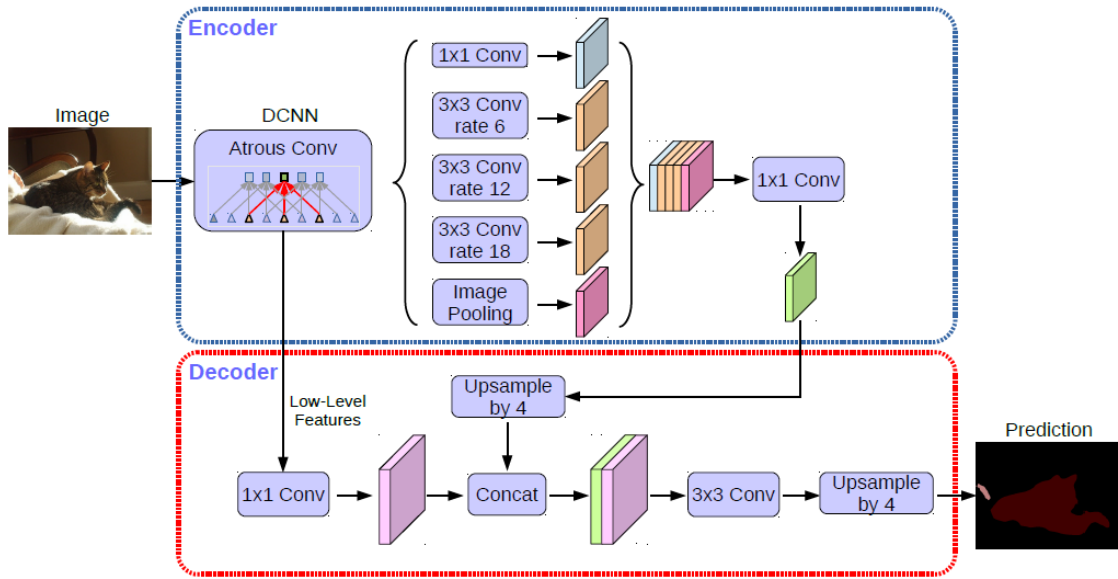 Encoder
Image
DCNN
Atrous Conv
1x1 Conv
3x3 Conv
rate 6
3x3 Conv
rate 12
3x3 Conv
rate 18
Image
Pooling
1x1 Conv
Decoder
Low-Level
Features
Upsample
by 4
1x1 Conv
Concat
3x3 Conv
Upsample
by 4
Prediction